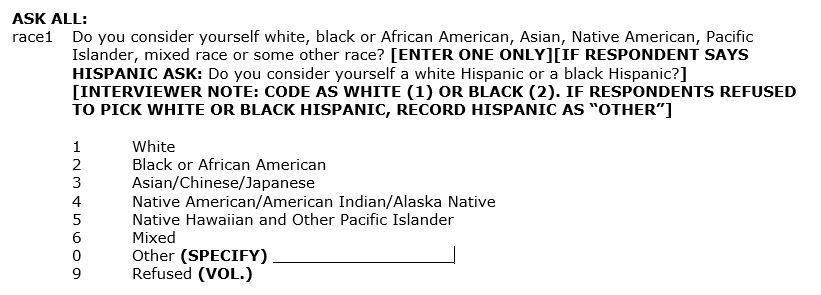 ASK ALL:
race1 Do you consider yourself white, black or African American, Asian, Native American, Pacific
Islander, mixed race or some other race? [ENTER ONE ONLY][IF RESPONDENT SAYS
HISPANIC ASK: Do you consider yourself a white Hispanic or a black Hispanic?]
[INTERVIEWER NOTE: CODE AS WHITE (1) OR BLACK (2). IF RESPONDENTS REFUSED
TO PICK WHITE OR BLACK HISPANIC, RECORD HISPANIC AS “OTHER”]
1 White
2 Black or African American
3 Asian/Chinese/Japanese
4 Native American/American Indian/Alaska Native
5 Native Hawaiian and Other Pacific Islander
6 Mixed
0 Other (SPECIFY) ____________________
9 Refused (VOL.)